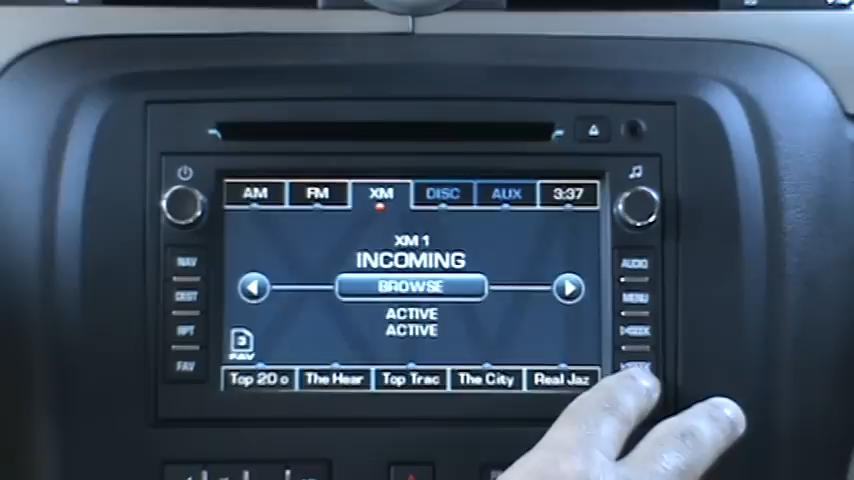 AM FM XM DISC AUX 3:37
XM 1
INCOMING
BROWSE
ACTIVE
ACTIVE
3
FAV
Top 20 o The Hear Top Trac The City Real Jaz
NAV
DEST
RPT
FAV
AUDIO
MENU
SEEK